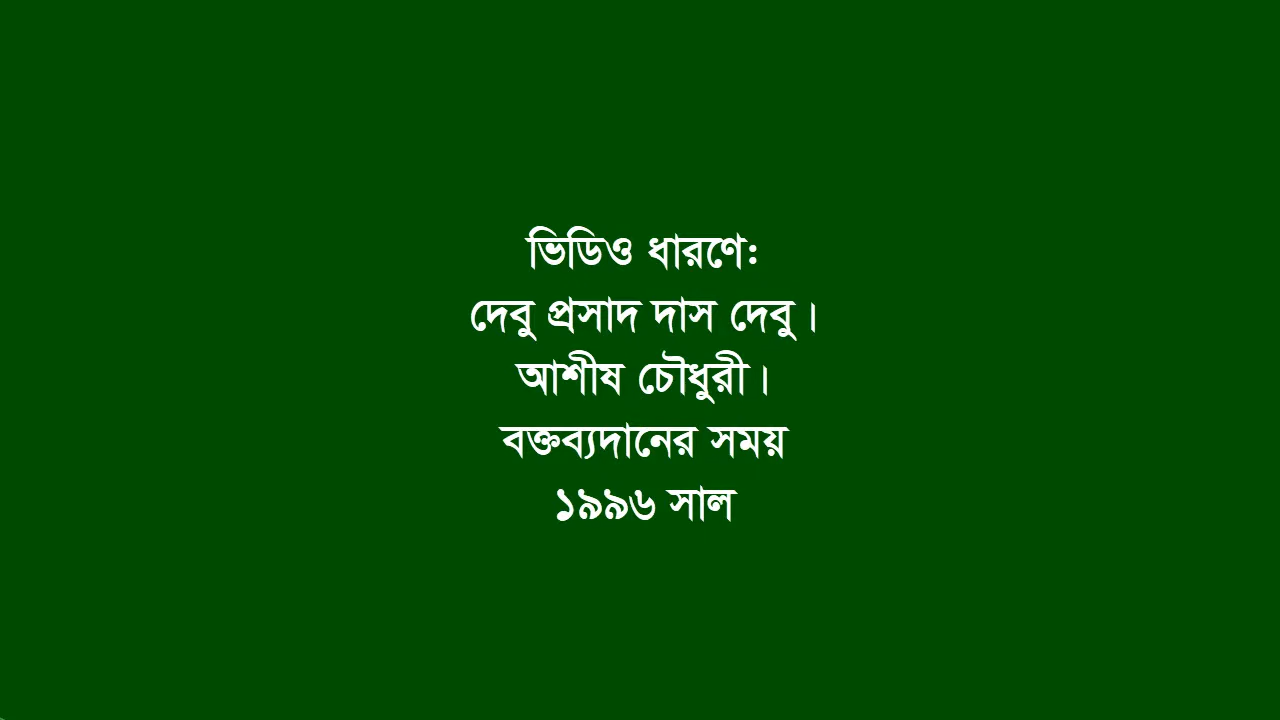 ভিডিও ধারণে:
দেবু প্রসাদ দাস দেবু।
আশীষ চৌধুরী।
বক্তব্যদানের সময়
১৯৯৬ সাল